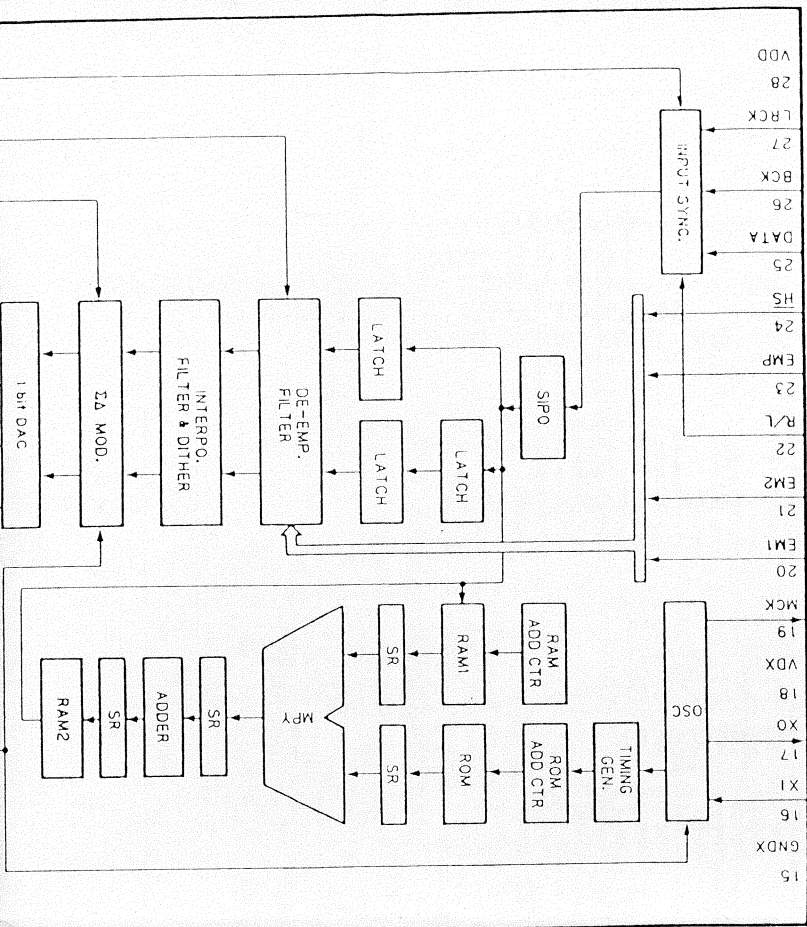 VDD
28
LRCK
27
BCK
26
DATA
25
HS
24
EMP
23
R/L
22
EM2
21
EM1
20
MCK
19
VDX
18
XO
17
XI
16
GNDX
15
INPUT SYNC.
SIPO
LATCH
LATCH
LATCH
DE-EMP.
FILTER
INTERPO.
FILTER & DITHER
ΣΔ MOD.
1bit DAC
OSC
TIMING
GEN.
RAM
ADD CTR
ROM
ADD CTR
RAM1
ROM
SR
SR
MPY
SR
ADDER
SR
RAM2